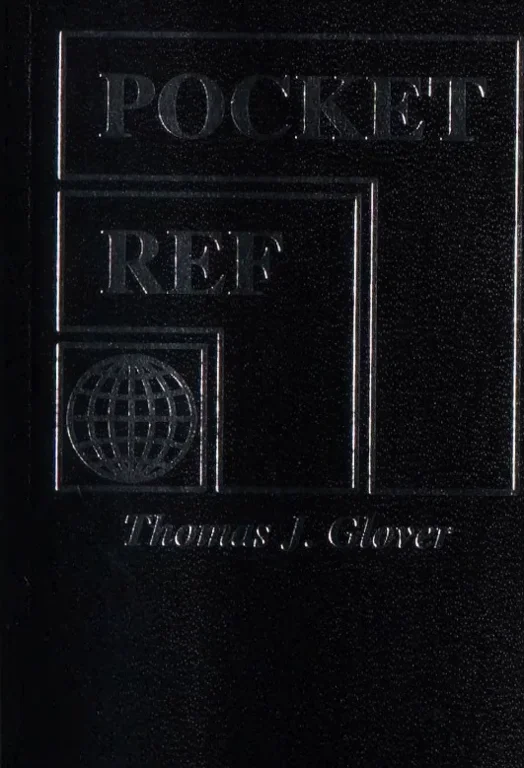 POCKET
REF
Thomas J. Glover